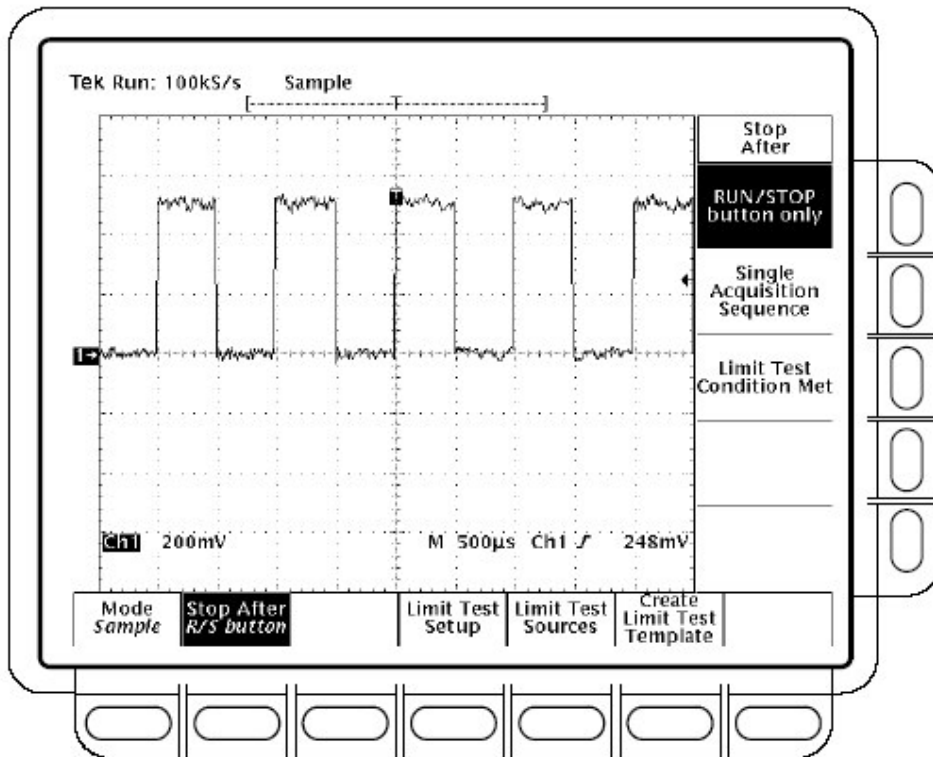 Tek Run: 100kS/s Sample
[ T ]
Stop
After
T
RUN/STOP
button only
Single
Acquisition
Sequence
1→
Limit Test
Condition Met
Ch1 200mV M 500µs Ch1 248mV
Mode
Sample
Stop After
R/S button
Limit Test
Setup
Limit Test
Sources
Create
Limit Test
Template